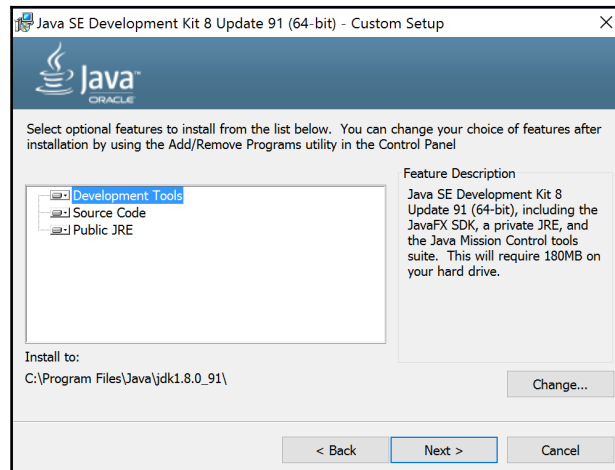 Java SE Development Kit 8 Update 91 (64-bit) - Custom Setup
Java™
ORACLE
Select optional features to install from the list below. You can change your choice of features after
installation by using the Add/Remove Programs utility in the Control Panel
Development Tools
Source Code
Public JRE
Feature Description
Java SE Development Kit 8
Update 91 (64-bit), including the
JavaFX SDK, a private JRE, and
the Java Mission Control tools
suite. This will require 180MB on
your hard drive.
Install to:
C:\Program Files\Java\jdk1.8.0_91\
Change...
< Back
Next >
Cancel